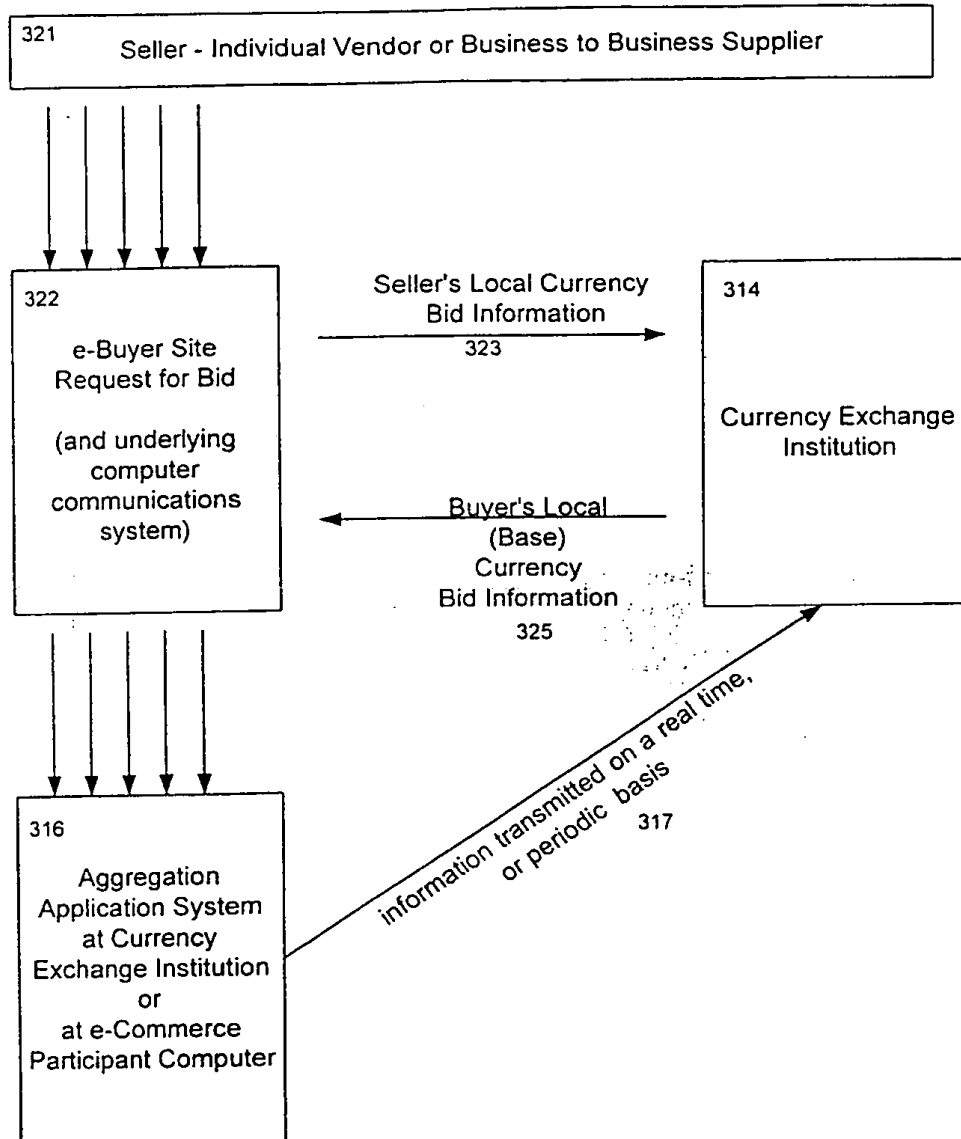 321
Seller - Individual Vendor or Business to Business Supplier
322
e-Buyer Site
Request for Bid
(and underlying
computer
communications
system)
Seller's Local Currency
Bid Information
323
314
Currency Exchange
Institution
Buyer's Local
(Base)
Currency
Bid Information
325
information transmitted on a real time,
or periodic basis
317
316
Aggregation
Application System
at Currency
Exchange Institution
or
at e-Commerce
Participant Computer